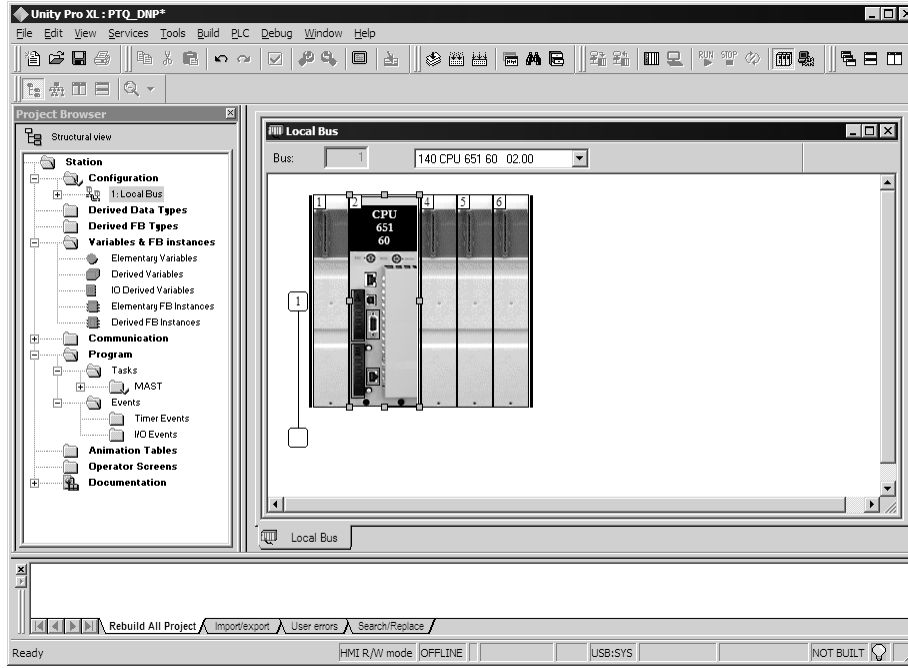 Unity Pro XL : PTQ_DNP*
File Edit View Services Tools Build PLC Debug Window Help
RUN STOP
Project Browser
Structural view
Station
Configuration
1: Local Bus
Derived Data Types
Derived FB Types
Variables & FB instances
Elementary Variables
Derived Variables
IO Derived Variables
Elementary FB Instances
Derived FB Instances
Communication
Program
Tasks
MAST
Events
Timer Events
I/O Events
Animation Tables
Operator Screens
Documentation
Local Bus
Bus: 1 140 CPU 651 60 02.00
1 2 4 5 6
CPU
651
60
1
Local Bus
Rebuild All Project Import/export User errors Search/Replace
Ready HMI R/W mode OFFLINE USB:SYS NOT BUILT